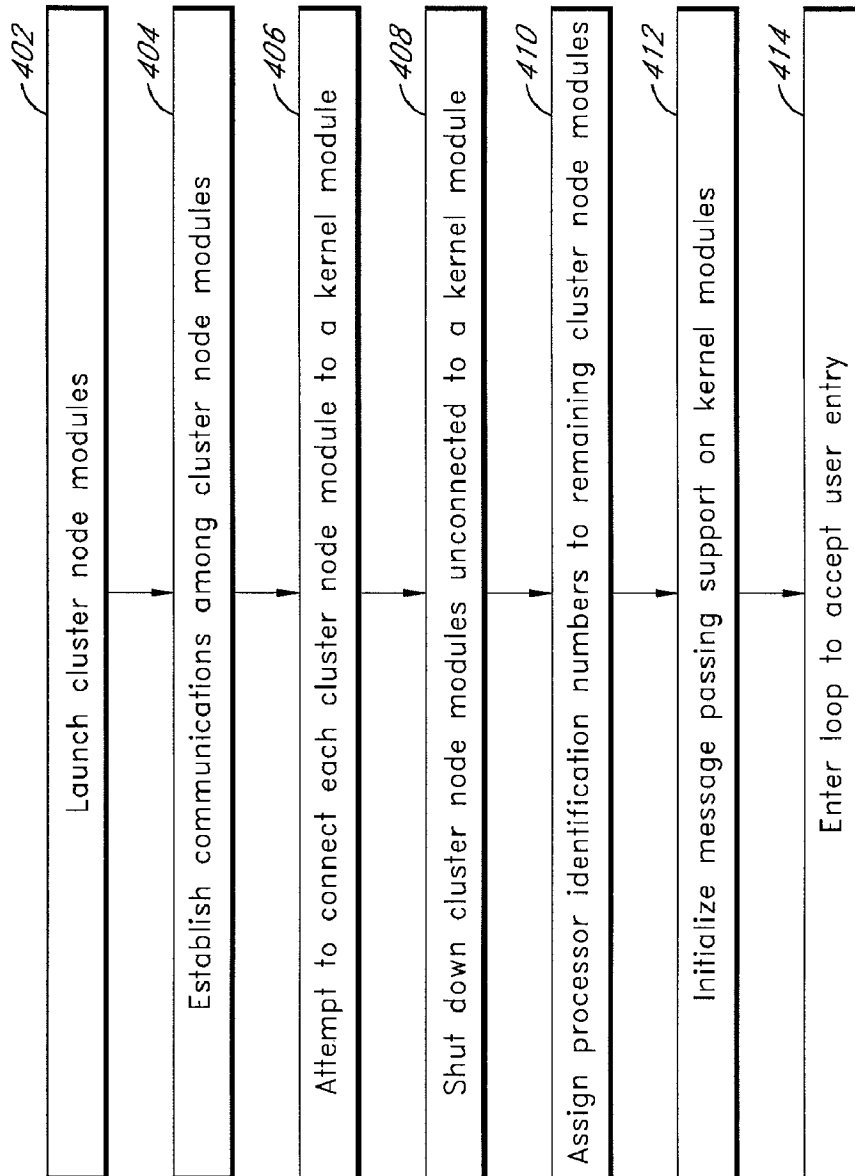 402
Launch cluster node modules
404
Establish communications among cluster node modules
406
Attempt to connect each cluster node module to a kernel module
408
Shut down cluster node modules unconnected to a kernel module
410
Assign processor identification numbers to remaining cluster node modules
412
Initialize message passing support on kernel modules
414
Enter loop to accept user entry